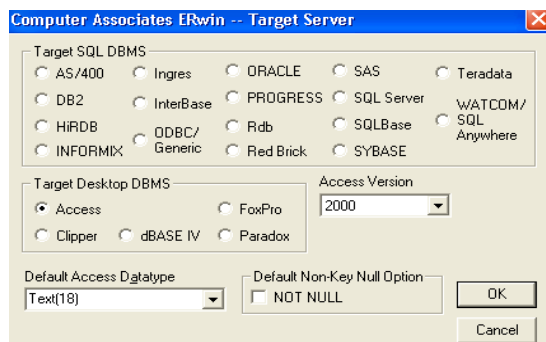 Computer Associates ERwin -- Target Server
Target SQL DBMS
AS/400 Ingres ORACLE SAS Teradata
DB2 InterBase PROGRESS SQL Server WATCOM/
SQL
Anywhere
HiRDB ODBC/
Generic Rdb SQLBase
INFORMIX Red Brick SYBASE
Target Desktop DBMS
Access FoxPro
Clipper dBASE IV Paradox
Access Version
2000
Default Access Datatype
Text(18)
Default Non-Key Null Option
NOT NULL
OK
Cancel